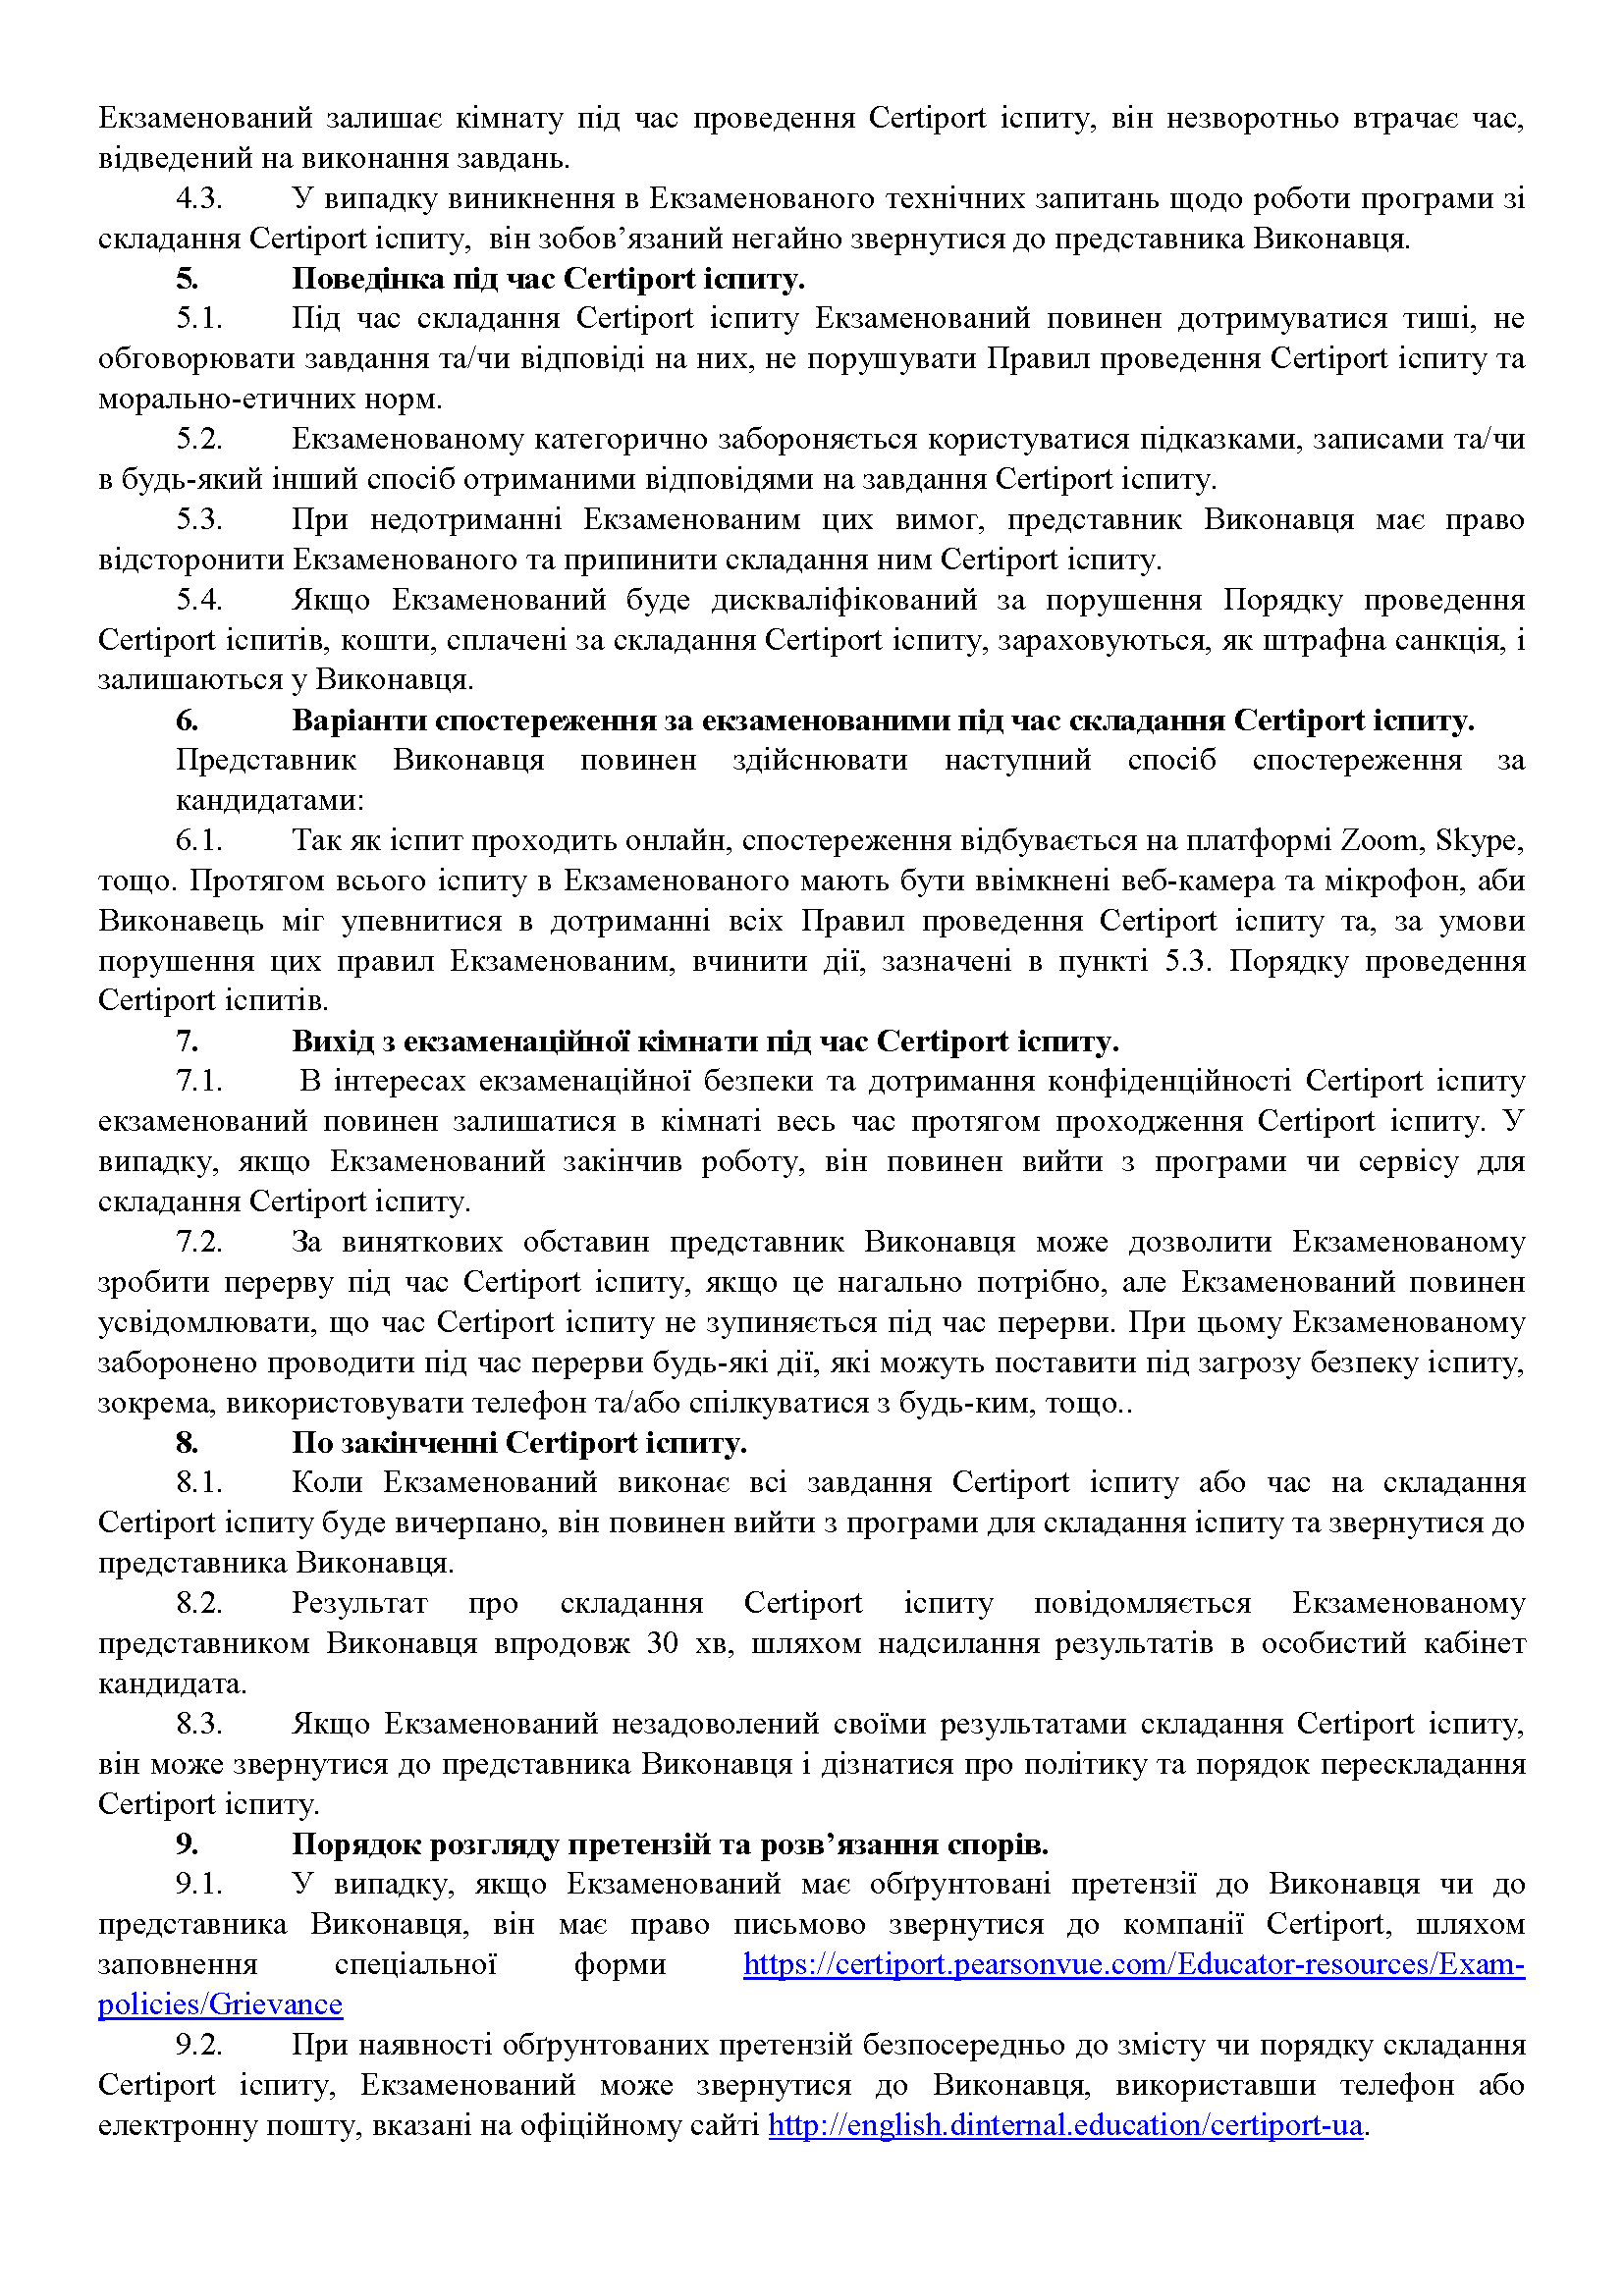 Екзаменований залишає кімнату під час проведення Certiport іспиту, він незворотньо втрачає час,
відведений на виконання завдань.
4.3. У випадку виникнення в Екзаменованого технічних запитань щодо роботи програми зі
складання Certiport іспиту, він зобов’язаний негайно звернутися до представника Виконавця.
5. Поведінка під час Certiport іспиту.
5.1. Під час складання Certiport іспиту Екзаменований повинен дотримуватися тиші, не
обговорювати завдання та/чи відповіді на них, не порушувати Правил проведення Certiport іспиту та
морально-етичних норм.
5.2. Екзаменованому категорично забороняється користуватися підказками, записами та/чи
в будь-який інший спосіб отриманими відповідями на завдання Certiport іспиту.
5.3. При недотриманні Екзаменованим цих вимог, представник Виконавця має право
відсторонити Екзаменованого та припинити складання ним Certiport іспиту.
5.4. Якщо Екзаменований буде дискваліфікований за порушення Порядку проведення
Certiport іспитів, кошти, сплачені за складання Certiport іспиту, зараховуються, як штрафна санкція, і
залишаються у Виконавця.
6. Варіанти спостереження за екзаменованими під час складання Certiport іспиту.
Представник Виконавця повинен здійснювати наступний спосіб спостереження за
кандидатами:
6.1. Так як іспит проходить онлайн, спостереження відбувається на платформі Zoom, Skype,
тощо. Протягом всього іспиту в Екзаменованого мають бути ввімкнені веб-камера та мікрофон, аби
Виконавець міг упевнитися в дотриманні всіх Правил проведення Certiport іспиту та, за умови
порушення цих правил Екзаменованим, вчинити дії, зазначені в пункті 5.3. Порядку проведення
Certiport іспитів.
7. Вихід з екзаменаційної кімнати під час Certiport іспиту.
7.1. В інтересах екзаменаційної безпеки та дотримання конфіденційності Certiport іспиту
екзаменований повинен залишатися в кімнаті весь час протягом проходження Certiport іспиту. У
випадку, якщо Екзаменований закінчив роботу, він повинен вийти з програми чи сервісу для
складання Certiport іспиту.
7.2. За виняткових обставин представник Виконавця може дозволити Екзаменованому
зробити перерву під час Certiport іспиту, якщо це нагально потрібно, але Екзаменований повинен
усвідомлювати, що час Certiport іспиту не зупиняється під час перерви. При цьому Екзаменованому
заборонено проводити під час перерви будь-які дії, які можуть поставити під загрозу безпеку іспиту,
зокрема, використовувати телефон та/або спілкуватися з будь-ким, тощо..
8. По закінченні Certiport іспиту.
8.1. Коли Екзаменований виконає всі завдання Certiport іспиту або час на складання
Certiport іспиту буде вичерпано, він повинен вийти з програми для складання іспиту та звернутися до
представника Виконавця.
8.2. Результат про складання Certiport іспиту повідомляється Екзаменованому
представником Виконавця впродовж 30 хв, шляхом надсилання результатів в особистий кабінет
кандидата.
8.3. Якщо Екзаменований незадоволений своїми результатами складання Certiport іспиту,
він може звернутися до представника Виконавця і дізнатися про політику та порядок перескладання
Certiport іспиту.
9. Порядок розгляду претензій та розв’язання спорів.
9.1. У випадку, якщо Екзаменований має обґрунтовані претензії до Виконавця чи до
представника Виконавця, він має право письмово звернутися до компанії Certiport, шляхом
заповнення спеціальної форми https://certiport.pearsonvue.com/Educator-resources/Exam-
policies/Grievance
9.2. При наявності обґрунтованих претензій безпосередньо до змісту чи порядку складання
Certiport іспиту, Екзаменований може звернутися до Виконавця, використавши телефон або
електронну пошту, вказані на офіційному сайті http://english.dinternal.education/certiport-ua.